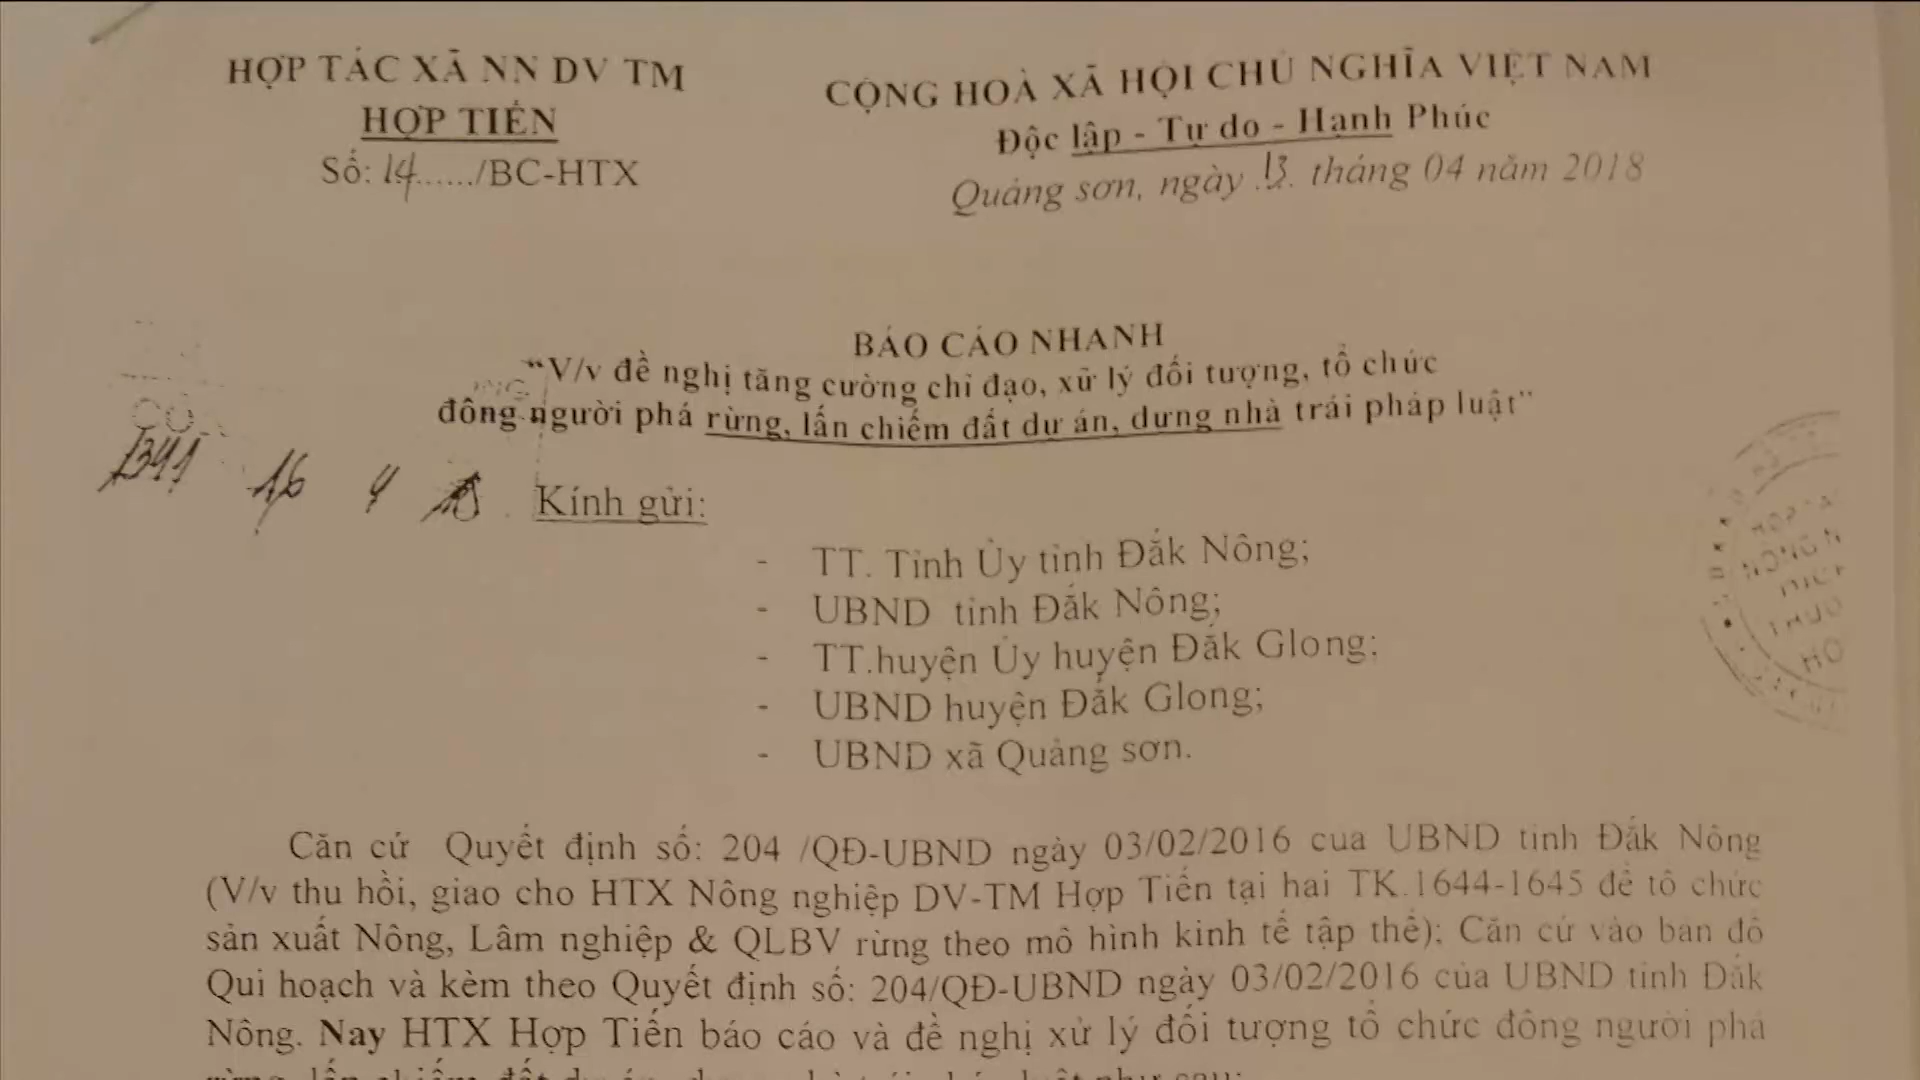 HỢP TÁC XÃ NN DV TM
HỢP TIẾN
Số: 14....../BC-HTX
CỘNG HOÀ XÃ HỘI CHỦ NGHĨA VIỆT NAM
Độc lập - Tự do - Hạnh Phúc
Quảng sơn, ngày .13. tháng 04 năm 2018
BÁO CÁO NHANH
"V/v đề nghị tăng cường chỉ đạo, xử lý đối tượng, tổ chức
đông người phá rừng, lấn chiếm đất dự án, dựng nhà trái pháp luật"
1341 16 4 18
Kính gửi:
- TT. Tỉnh Ủy tỉnh Đắk Nông;
- UBND tỉnh Đắk Nông;
- TT.huyện Ủy huyện Đắk Glong;
- UBND huyện Đắk Glong;
- UBND xã Quảng sơn.
Căn cứ Quyết định số: 204 /QĐ-UBND ngày 03/02/2016 của UBND tỉnh Đắk Nông
(V/v thu hồi, giao cho HTX Nông nghiệp DV-TM Hợp Tiến tại hai TK.1644-1645 để tổ chức
sản xuất Nông, Lâm nghiệp & QLBV rừng theo mô hình kinh tế tập thể); Căn cứ vào bản đồ
Qui hoạch và kèm theo Quyết định số: 204/QĐ-UBND ngày 03/02/2016 của UBND tỉnh Đắk
Nông. Nay HTX Hợp Tiến báo cáo và đề nghị xử lý đối tượng tổ chức đông người phá